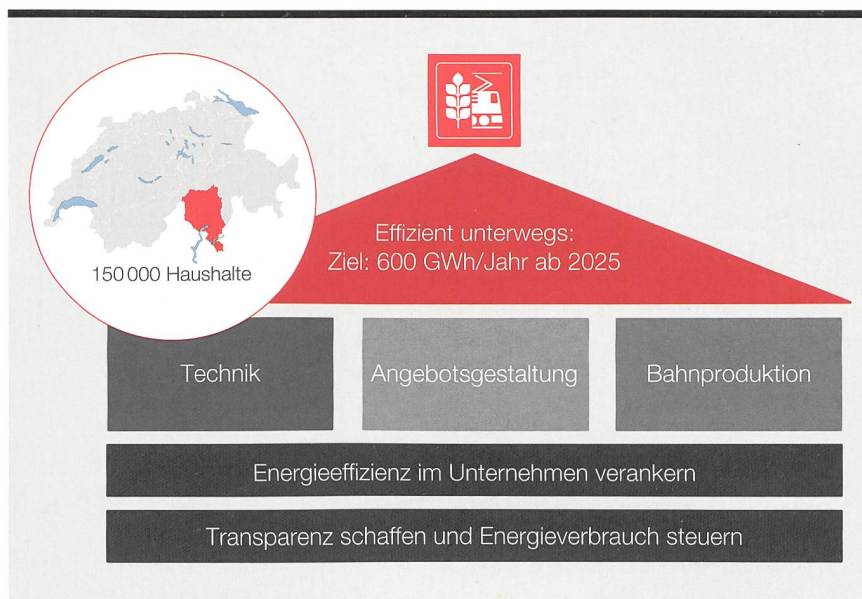 150 000 Haushalte
Effizient unterwegs:
Ziel: 600 GWh/Jahr ab 2025
Technik
Angebotsgestaltung
Bahnproduktion
Energieeffizienz im Unternehmen verankern
Transparenz schaffen und Energieverbrauch steuern